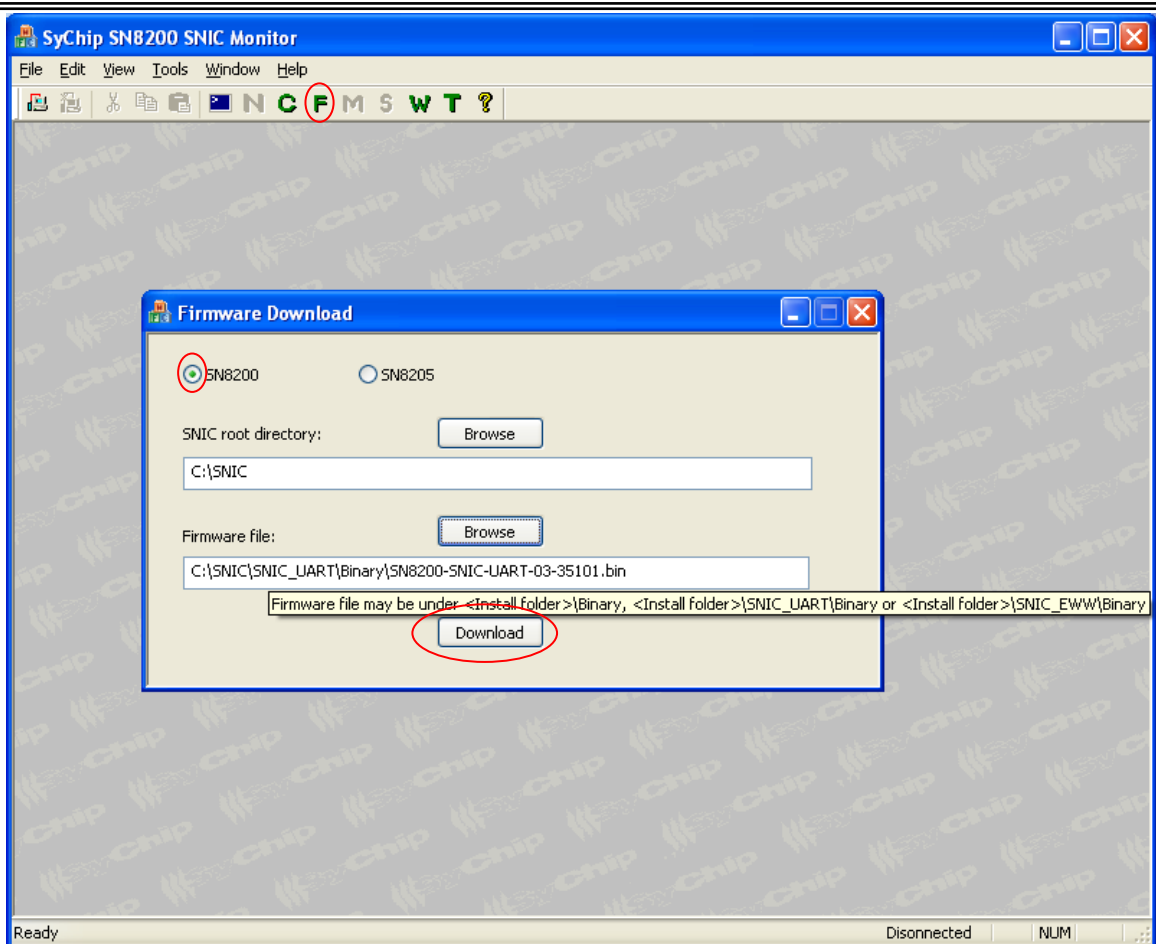 SyChip SN8200 SNIC Monitor
File Edit View Tools Window Help
N C F M S W T ?
Firmware Download
SN8200 SN8205
SNIC root directory: Browse
C:\SNIC
Firmware file: Browse
C:\SNIC\SNIC_UART\Binary\SN8200-SNIC-UART-03-35101.bin
Firmware file may be under <Install folder>\Binary, <Install folder>\SNIC_UART\Binary or <Install folder>\SNIC_EWW\Binary
Download
Ready Disconnected NUM